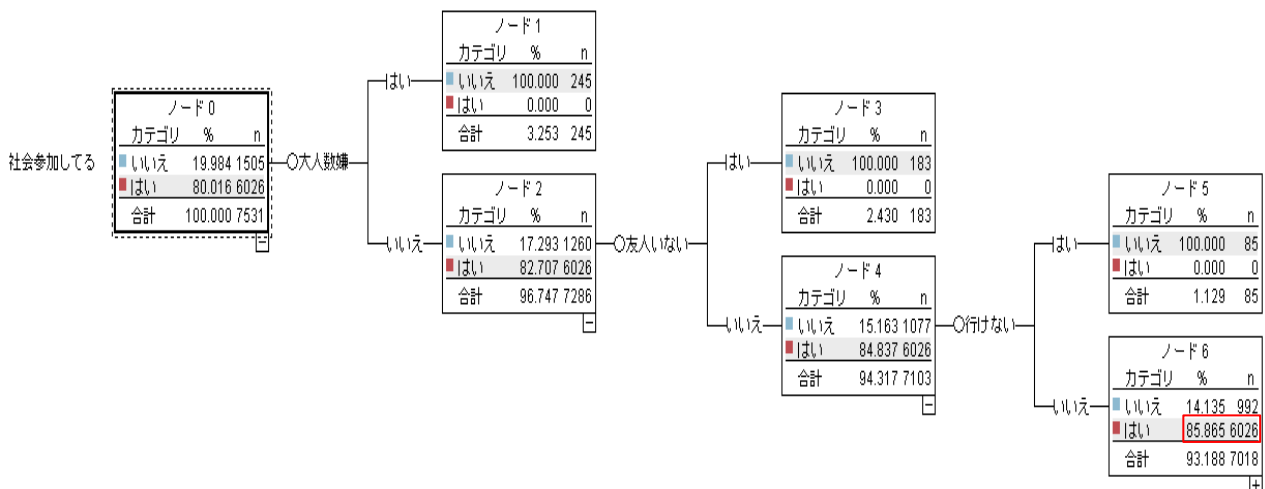 社会参加してる
ノード 0
カテゴリ % n
いいえ 19.984 1505
はい 80.016 6026
合計 100.000 7531
○大人数嫌
はい
ノード 1
カテゴリ % n
いいえ 100.000 245
はい 0.000 0
合計 3.253 245
いいえ
ノード 2
カテゴリ % n
いいえ 17.293 1260
はい 82.707 6026
合計 96.747 7286
○友人いない
はい
ノード 3
カテゴリ % n
いいえ 100.000 183
はい 0.000 0
合計 2.430 183
いいえ
ノード 4
カテゴリ % n
いいえ 15.163 1077
はい 84.837 6026
合計 94.317 7103
○行けない
はい
ノード 5
カテゴリ % n
いいえ 100.000 85
はい 0.000 0
合計 1.129 85
いいえ
ノード 6
カテゴリ % n
いいえ 14.135 992
はい 85.865 6026
合計 93.188 7018